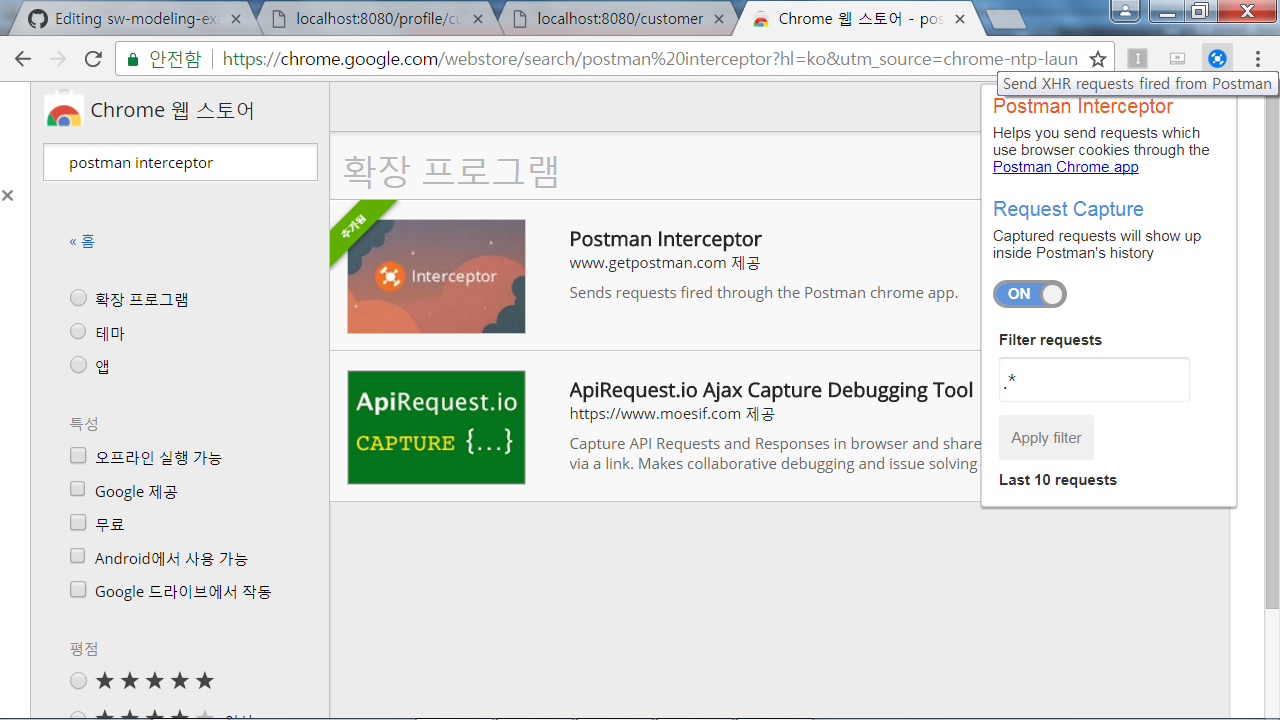 Editing sw-modeling-exa
localhost:8080/profile/cu
localhost:8080/customer
Chrome 웹 스토어 - pos
안전함
https://chrome.google.com/webstore/search/postman%20interceptor?hl=ko&utm_source=chrome-ntp-laun
Send XHR requests fired from Postman
Chrome 웹 스토어
postman interceptor
« 홈
확장 프로그램
테마
앱
특성
오프라인 실행 가능
Google 제공
무료
Android에서 사용 가능
Google 드라이브에서 작동
평점
확장 프로그램
추가됨
Interceptor
Postman Interceptor
www.getpostman.com 제공
Sends requests fired through the Postman chrome app.
ApiRequest.io
CAPTURE {...}
ApiRequest.io Ajax Capture Debugging Tool
https://www.moesif.com 제공
Capture API Requests and Responses in browser and share
via a link. Makes collaborative debugging and issue solving
Postman Interceptor
Helps you send requests which
use browser cookies through the
Postman Chrome app
Request Capture
Captured requests will show up
inside Postman's history
ON
Filter requests
.*
Apply filter
Last 10 requests